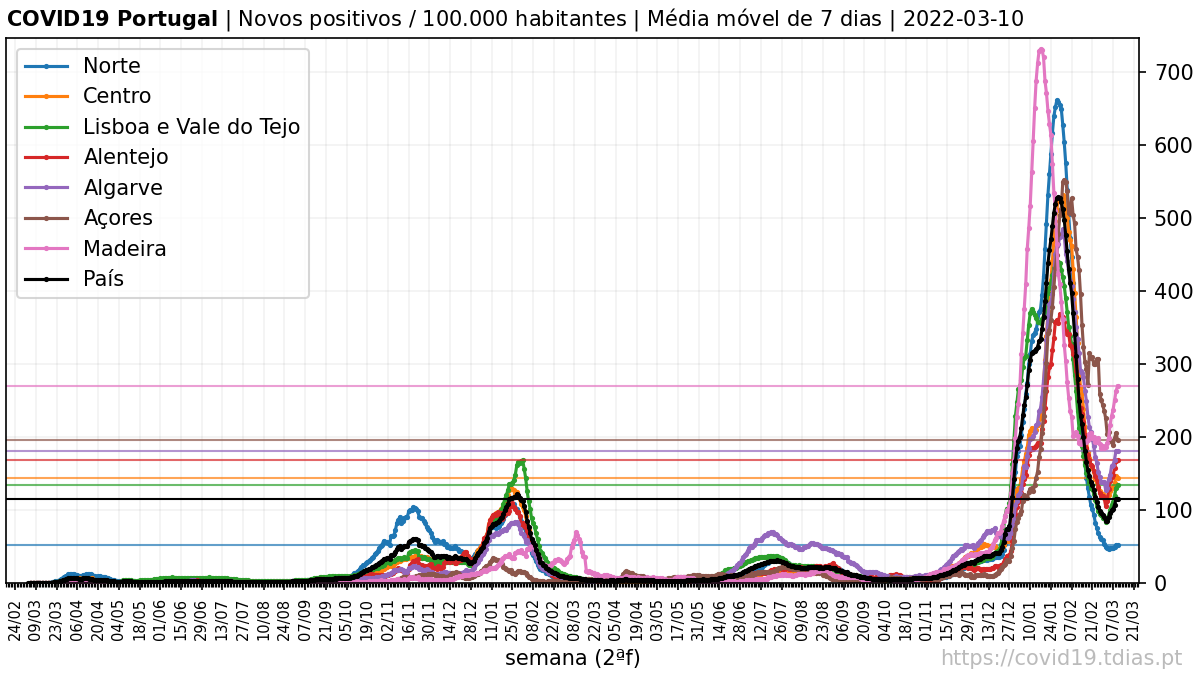 COVID19 Portugal | Novos positivos / 100.000 habitantes | Média móvel de 7 dias | 2022-03-10
Norte
Centro
Lisboa e Vale do Tejo
Alentejo
Algarve
Açores
Madeira
País
700
600
500
400
300
200
100
0
24/02 09/03 23/03 06/04 20/04 04/05 18/05 01/06 15/06 29/06 13/07 27/07 10/08 24/08 07/09 21/09 05/10 19/10 02/11 16/11 30/11 14/12 28/12 11/01 25/01 08/02 22/02 08/03 22/03 05/04 19/04 03/05 17/05 31/05 14/06 28/06 12/07 26/07 09/08 23/08 06/09 20/09 04/10 18/10 01/11 15/11 29/11 13/12 27/12 10/01 24/01 07/02 21/02 07/03 21/03
semana (2ªf)
https://covid19.tdias.pt